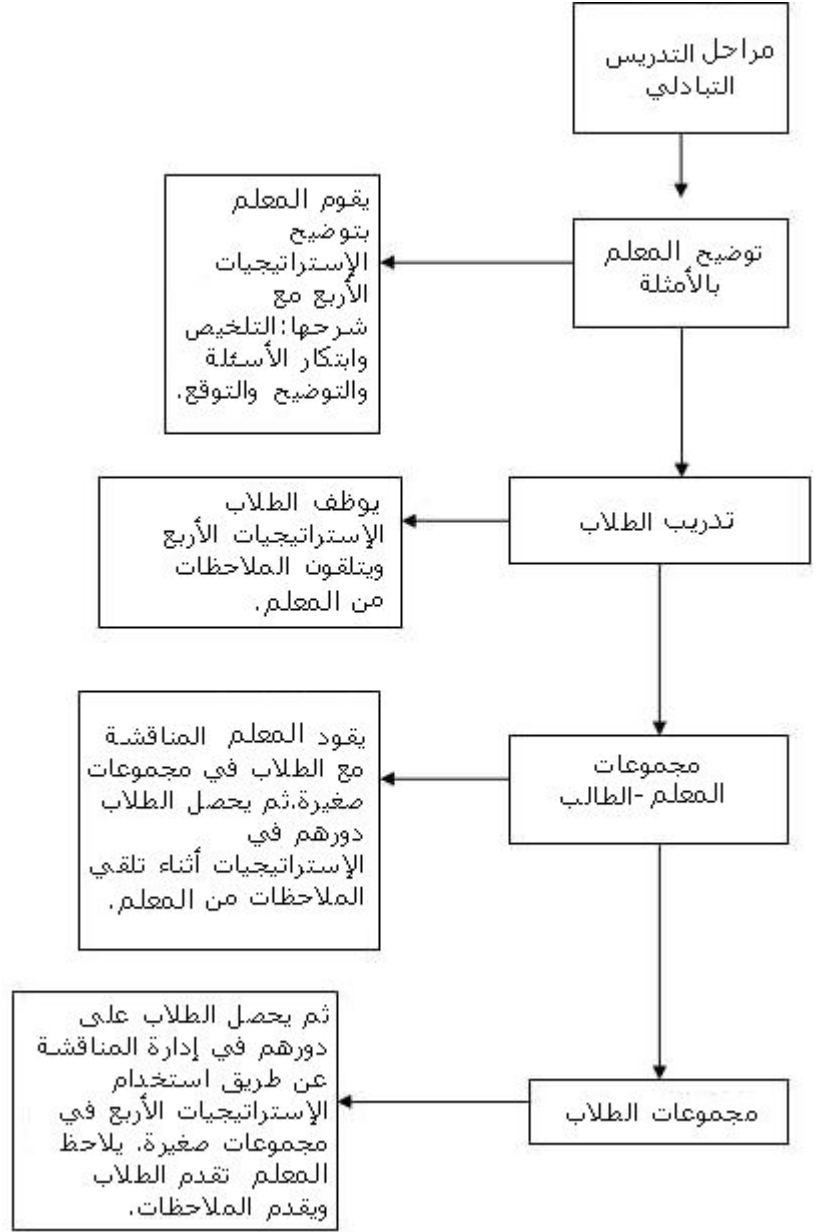 مراحل التدريس
التبادلي
توضيح المعلم
بالأمثلة
يقوم المعلم
بتوضيح
الإستراتيجيات
الأربع مع
شرحها:التلخيص
وابتكار الأسئلة
والتوضيح والتوقع.
تدريب الطلاب
يوظف الطلاب
الإستراتيجيات الأربع
ويتلقون الملاحظات
من المعلم.
مجموعات
المعلم-الطالب
يقود المعلم المناقشة
مع الطلاب في مجموعات
صغيرة.ثم يحصل الطلاب
دورهم في
الإستراتيجيات أثناء تلقي
الملاحظات من المعلم.
مجموعات الطلاب
ثم يحصل الطلاب على
دورهم في إدارة المناقشة
عن طريق استخدام
الإستراتيجيات الأربع في
مجموعات صغيرة. يلاحظ
المعلم تقدم الطلاب
ويقدم الملاحظات.